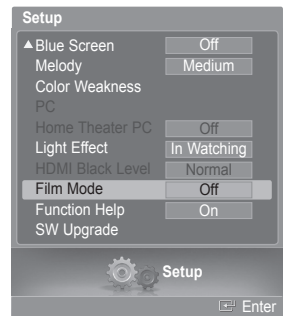 Setup
▲Blue Screen Off
Melody Medium
Color Weakness
PC
Home Theater PC Off
Light Effect In Watching
HDMI Black Level Normal
Film Mode Off
Function Help On
SW Upgrade
Setup
Enter